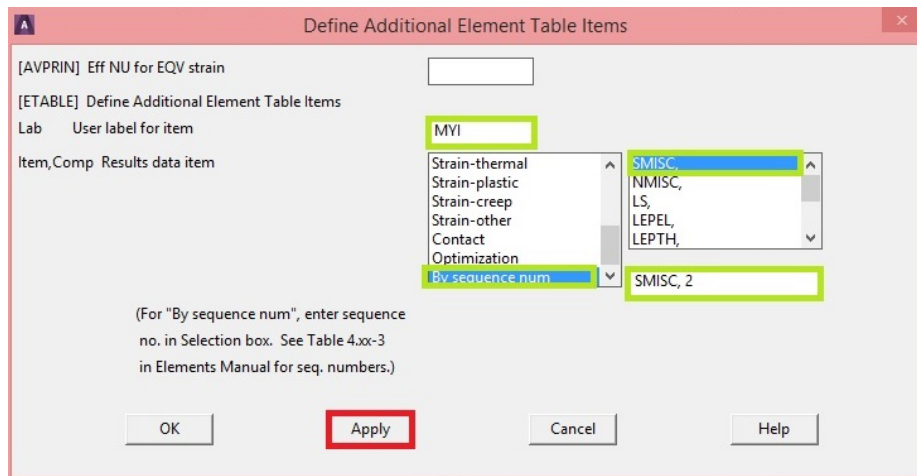 A Define Additional Element Table Items ×
[AVPRIN] Eff NU for EQV strain
[ETABLE] Define Additional Element Table Items
Lab User label for item MYI
Item,Comp Results data item
Strain-thermal
Strain-plastic
Strain-creep
Strain-other
Contact
Optimization
By sequence num
SMISC,
NMISC,
LS,
LEPEL,
LEPTH,
SMISC, 2
(For "By sequence num", enter sequence
no. in Selection box. See Table 4.xx-3
in Elements Manual for seq. numbers.)
OK Apply Cancel Help